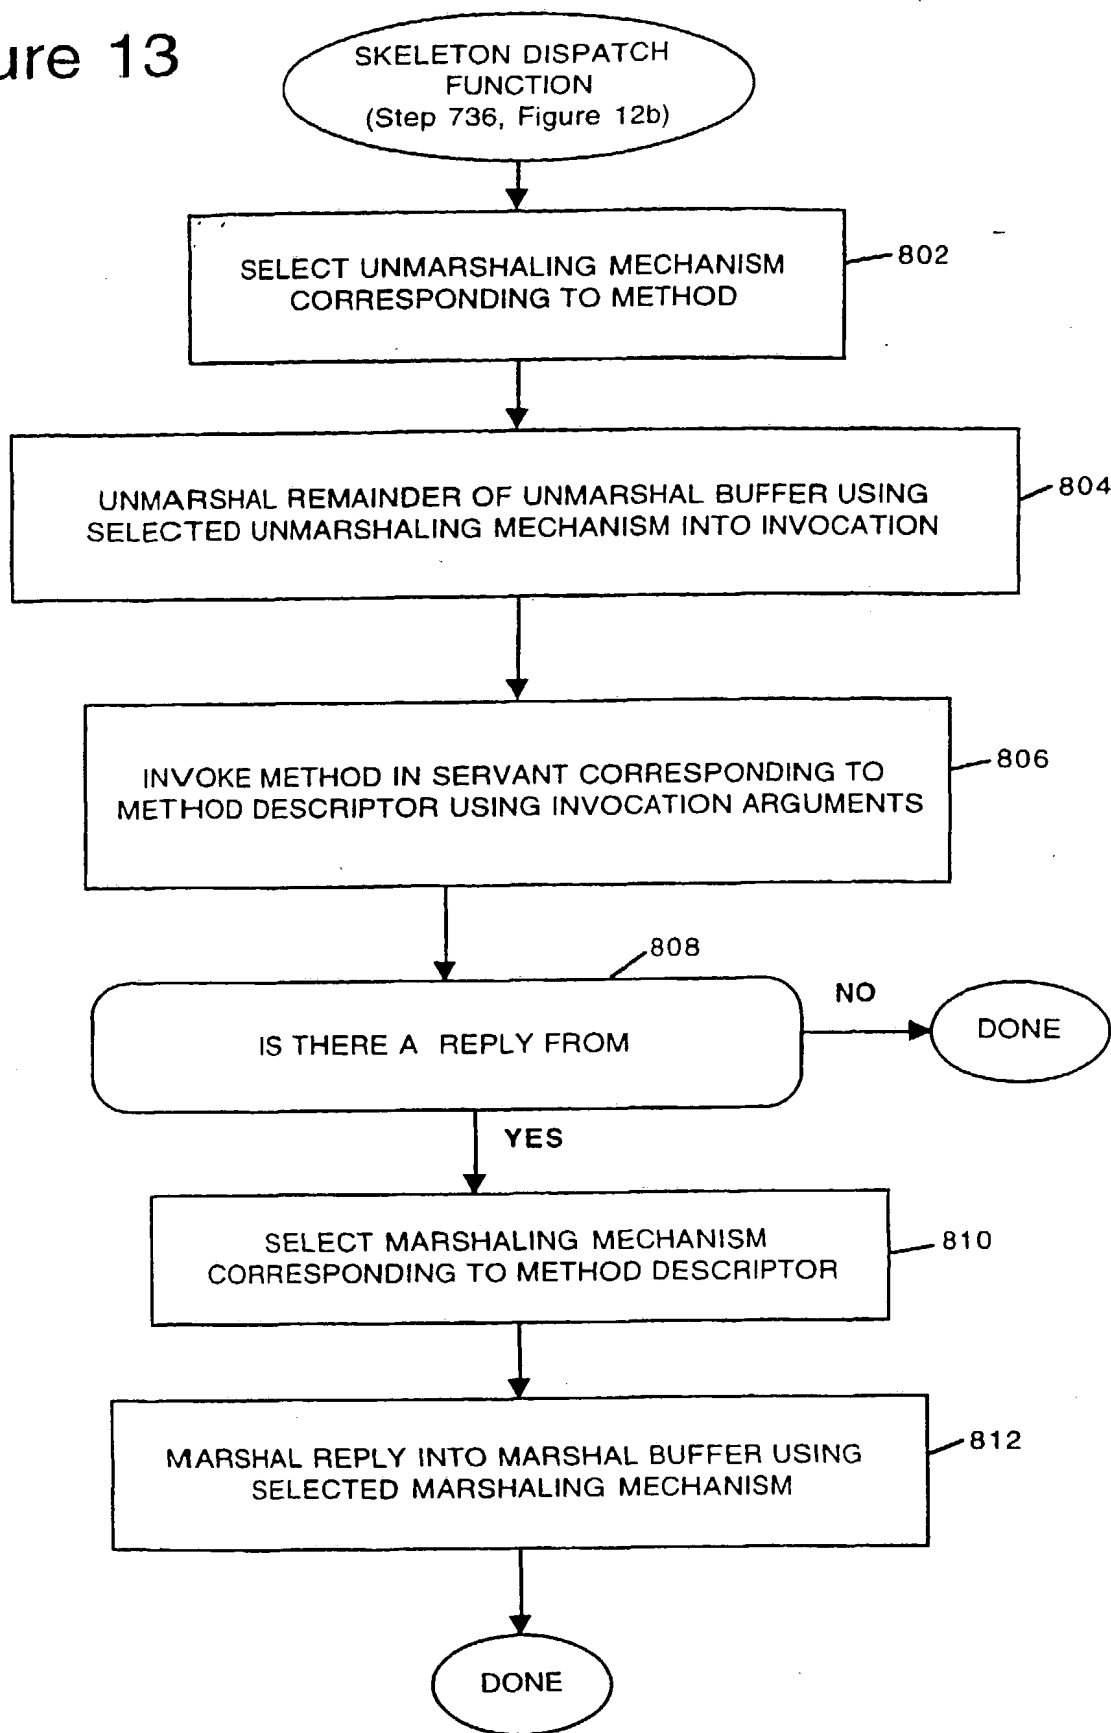 ure 13
SKELETON DISPATCH
FUNCTION
(Step 736, Figure 12b)
SELECT UNMARSHALING MECHANISM
CORRESPONDING TO METHOD
802
UNMARSHAL REMAINDER OF UNMARSHAL BUFFER USING
SELECTED UNMARSHALING MECHANISM INTO INVOCATION
804
INVOKE METHOD IN SERVANT CORRESPONDING TO
METHOD DESCRIPTOR USING INVOCATION ARGUMENTS
806
808
IS THERE A REPLY FROM
NO
DONE
YES
SELECT MARSHALING MECHANISM
CORRESPONDING TO METHOD DESCRIPTOR
810
MARSHAL REPLY INTO MARSHAL BUFFER USING
SELECTED MARSHALING MECHANISM
812
DONE